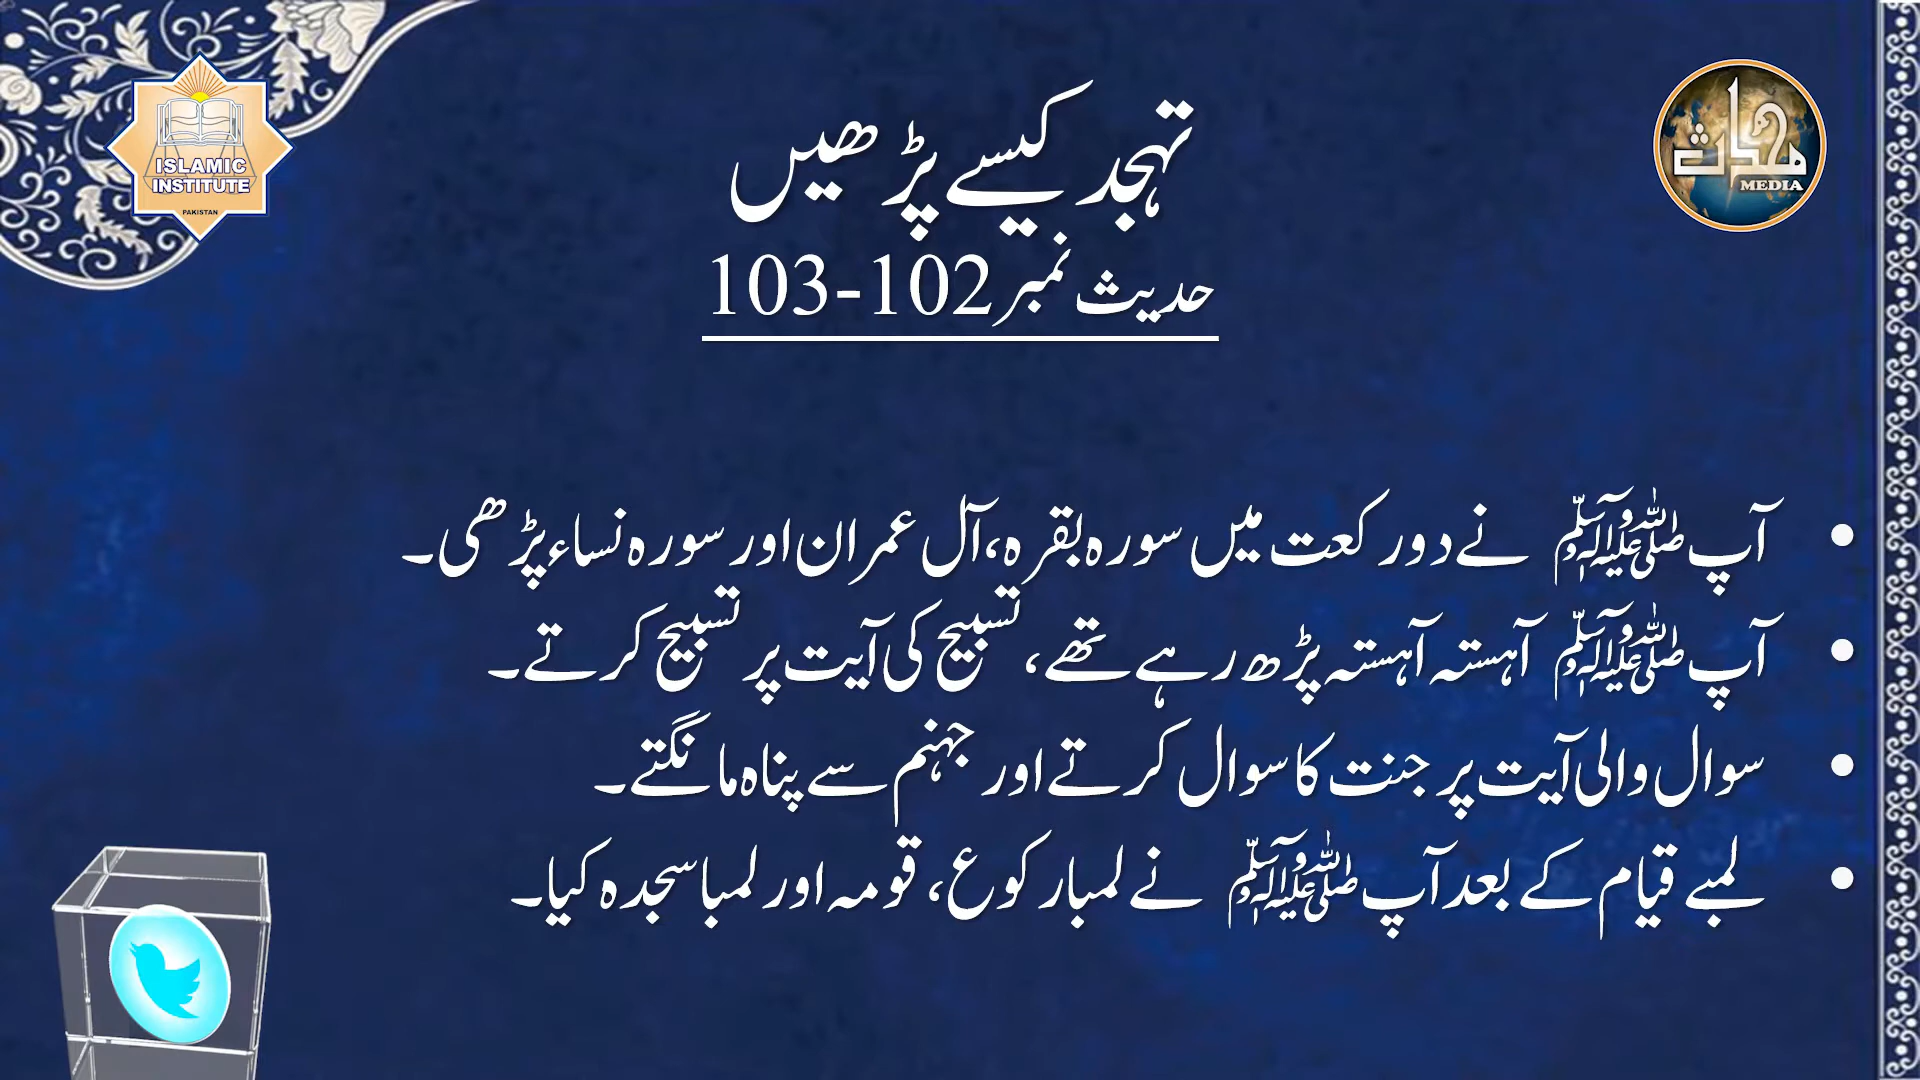 ISLAMIC
INSTITUTE
PAKISTAN
محدث
MEDIA
تہجد کیسے پڑھیں
حدیث نمبر 102-103
• آپ ﷺ نے دو رکعت میں سورہ بقرہ، آل عمران اور سورہ نساء پڑھی۔
• آپ ﷺ آہستہ آہستہ پڑھ رہے تھے، تسبیح کی آیت پر تسبیح کرتے۔
• سوال والی آیت پر جنت کا سوال کرتے اور جہنم سے پناہ مانگتے۔
• لمبے قیام کے بعد آپ ﷺ نے لمبا رکوع، قومہ اور لمبا سجدہ کیا۔